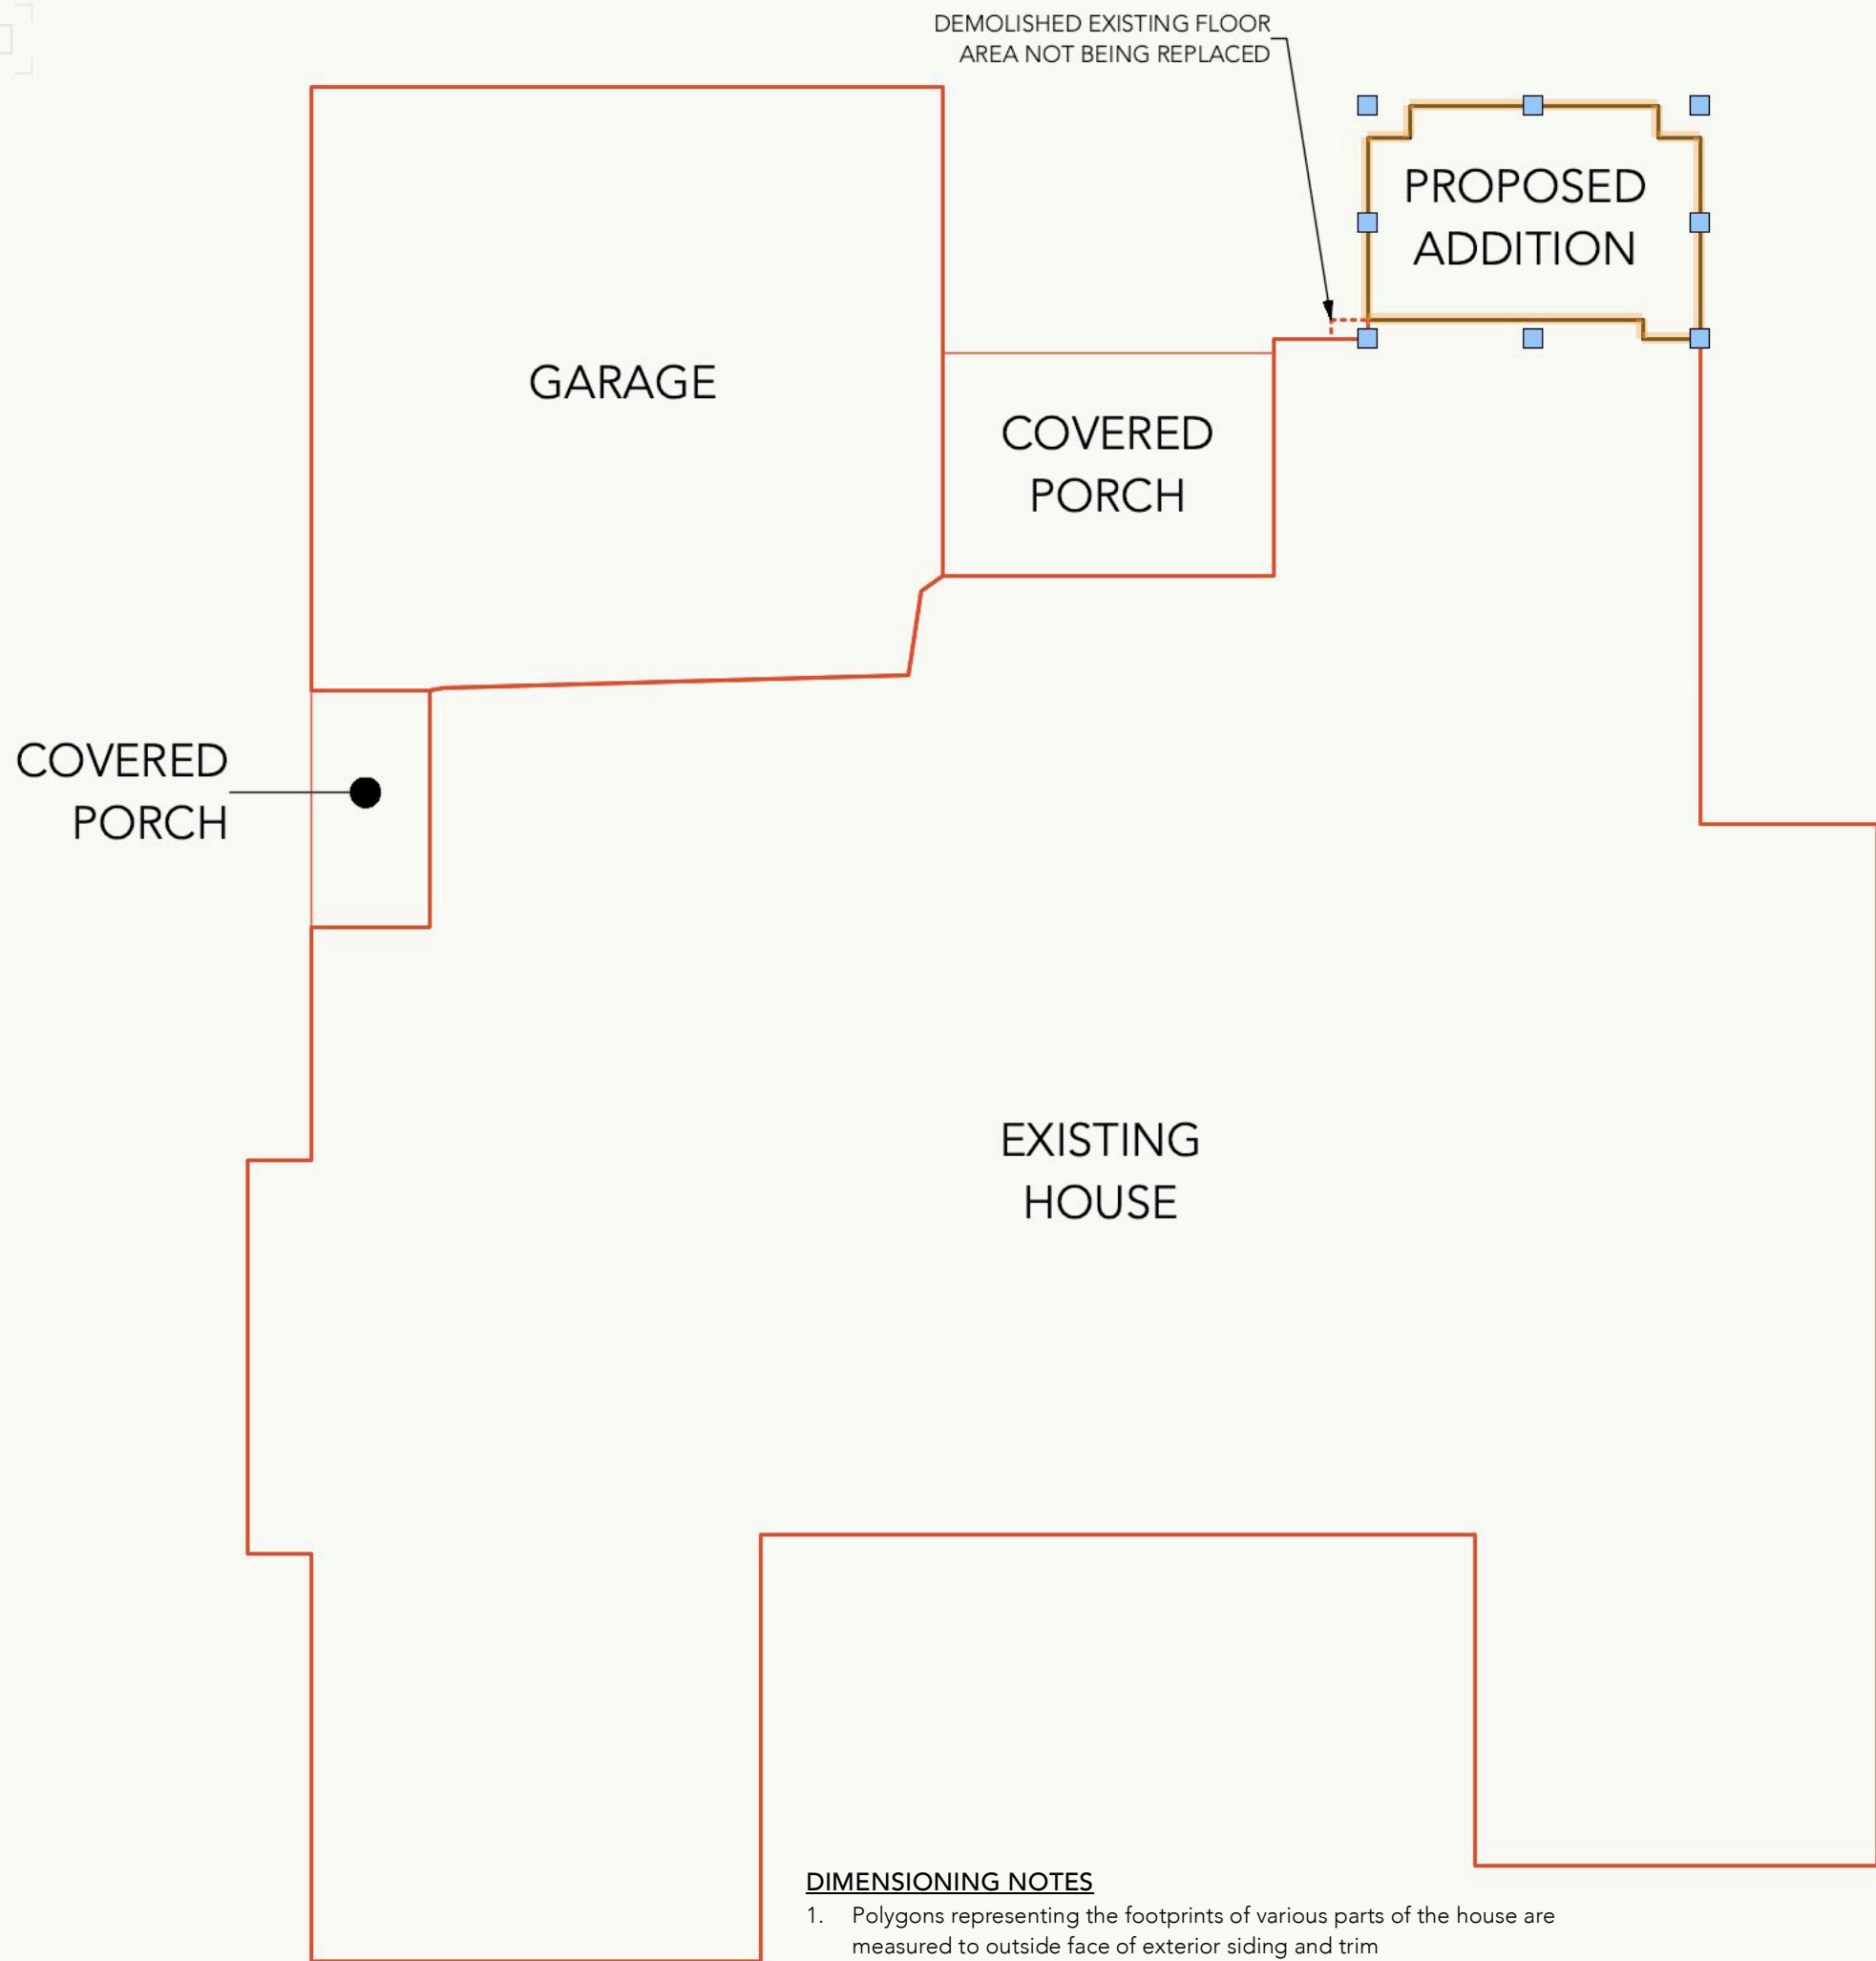 DEMOLISHED EXISTING FLOOR
AREA NOT BEING REPLACED
PROPOSED
ADDITION
GARAGE
COVERED
PORCH
COVERED
PORCH
EXISTING
HOUSE
DIMENSIONING NOTES
1. Polygons representing the footprints of various parts of the house are
measured to outside face of exterior siding and trim